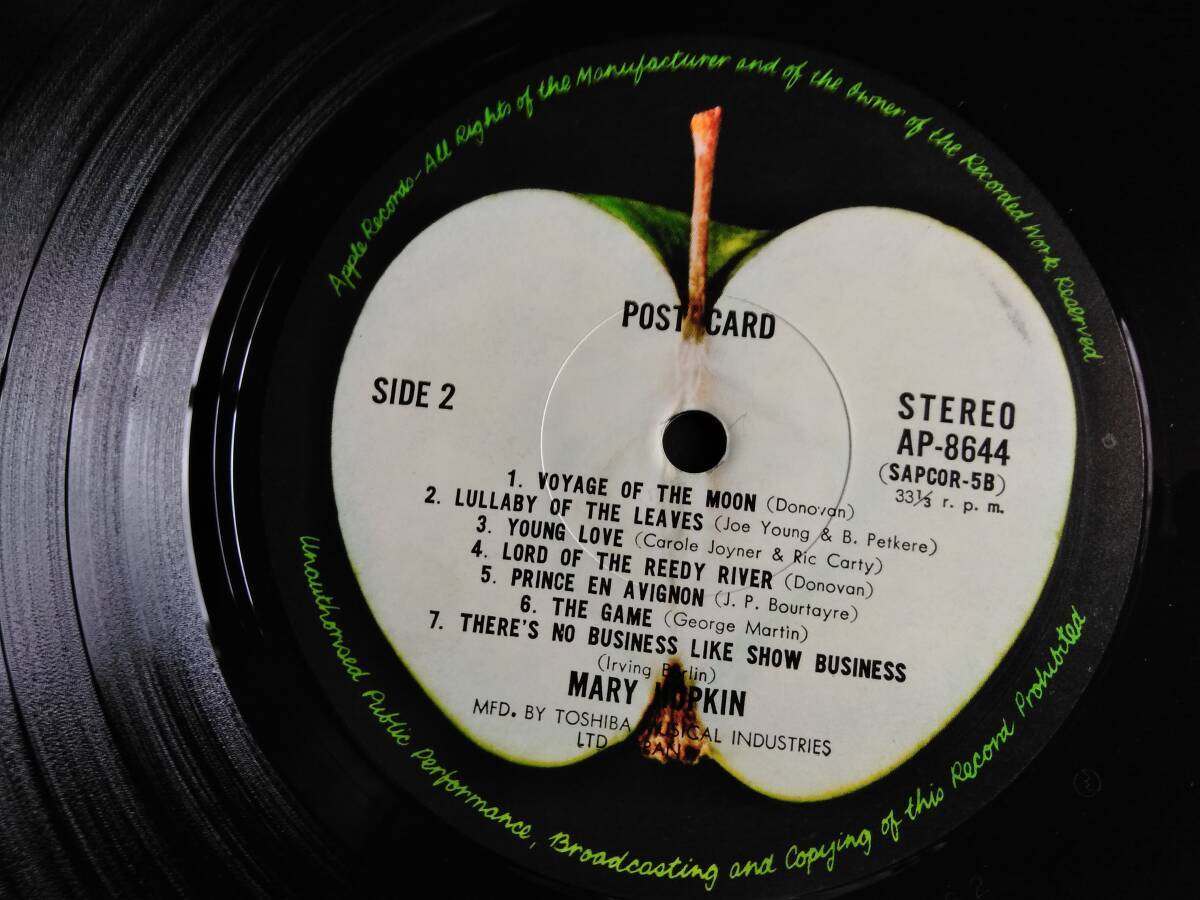 Apple Records-All Rights of the Manufacturer and of the Owner of the Recorded Work Reserved
POST CARD
SIDE 2
STEREO
AP-8644
(SAPCOR-5B)
33⅓ r. p. m.
1. VOYAGE OF THE MOON (Donovan)
2. LULLABY OF THE LEAVES (Joe Young & B. Petkere)
3. YOUNG LOVE (Carole Joyner & Ric Carty)
4. LORD OF THE REEDY RIVER (Donovan)
5. PRINCE EN AVIGNON (J. P. Bourtayre)
6. THE GAME (George Martin)
7. THERE'S NO BUSINESS LIKE SHOW BUSINESS
(Irving Berlin)
MARY HOPKIN
MFD. BY TOSHIBA MUSICAL INDUSTRIES
LTD. JAPAN
Unauthorised Public Performance, Broadcasting and Copying of this Record Prohibited